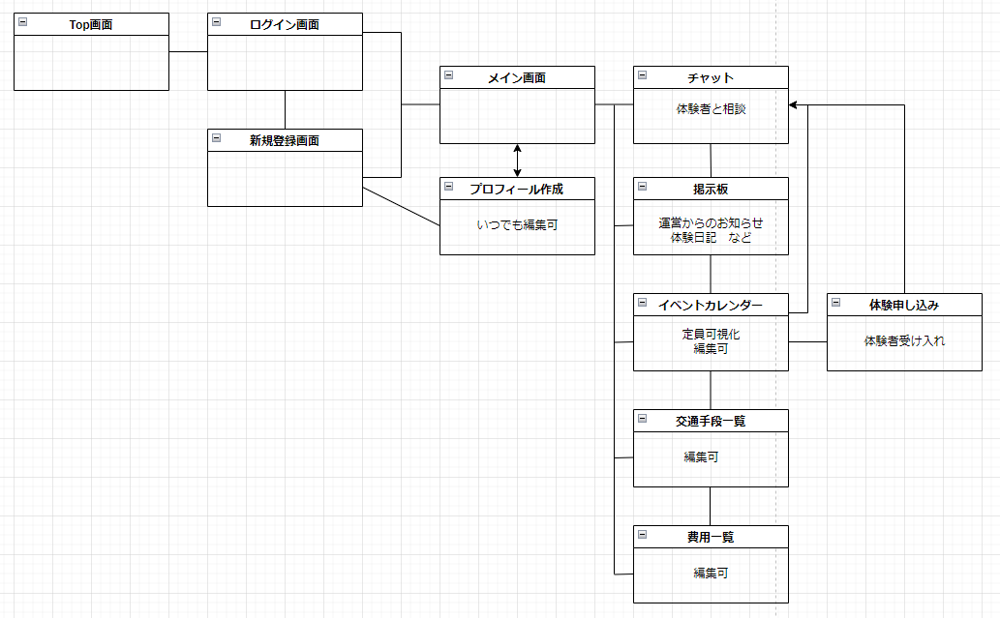 Top画面
ログイン画面
新規登録画面
メイン画面
プロフィール作成
いつでも編集可
チャット
体験者と相談
掲示板
運営からのお知らせ
体験日記　など
イベントカレンダー
定員可視化
編集可
体験申し込み
体験者受け入れ
交通手段一覧
編集可
費用一覧
編集可